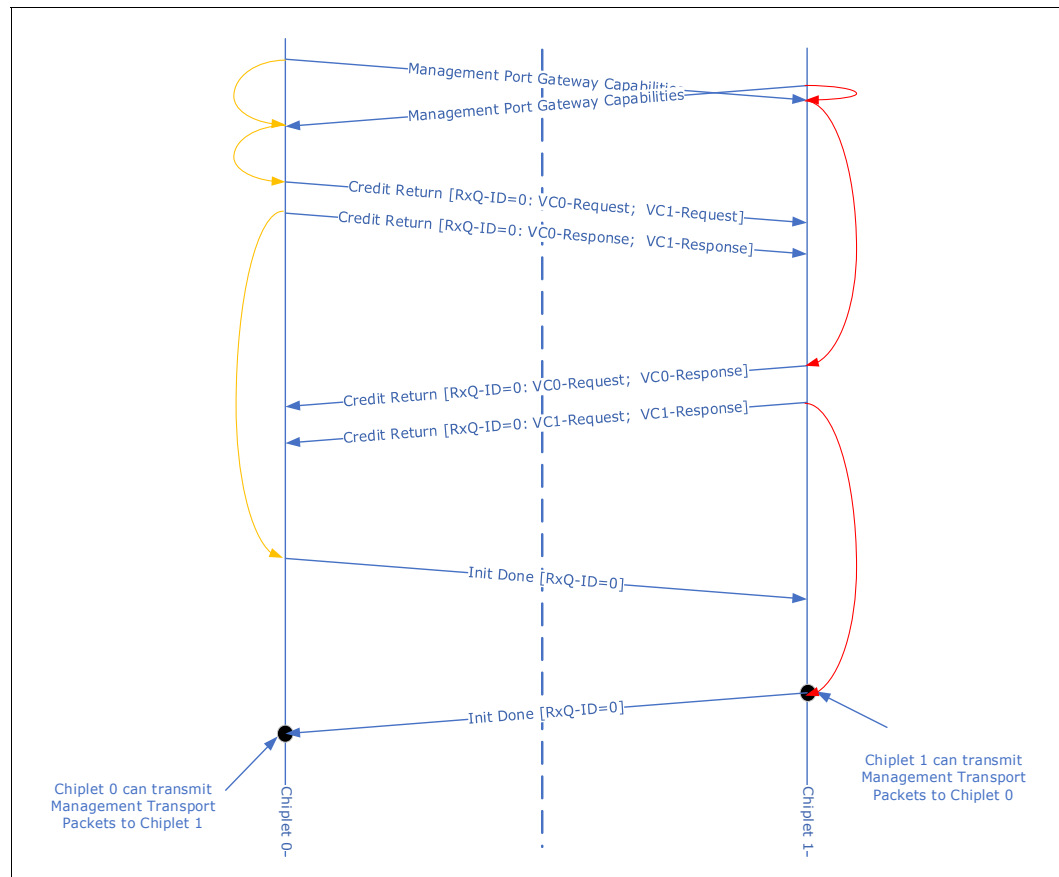 Management Port Gateway Capabilities
Management Port Gateway Capabilities
Credit Return [RxQ-ID=0: VC0-Request;  VC1-Request]
Credit Return [RxQ-ID=0: VC0-Response;  VC1-Response]
Credit Return [RxQ-ID=0: VC0-Request;  VC0-Response]
Credit Return [RxQ-ID=0: VC1-Request;  VC1-Response]
Init Done [RxQ-ID=0]
Init Done [RxQ-ID=0]
Chiplet 0 can transmit
Management Transport
Packets to Chiplet 1
Chiplet 0-
Chiplet 1-
Chiplet 1 can transmit
Management Transport
Packets to Chiplet 0